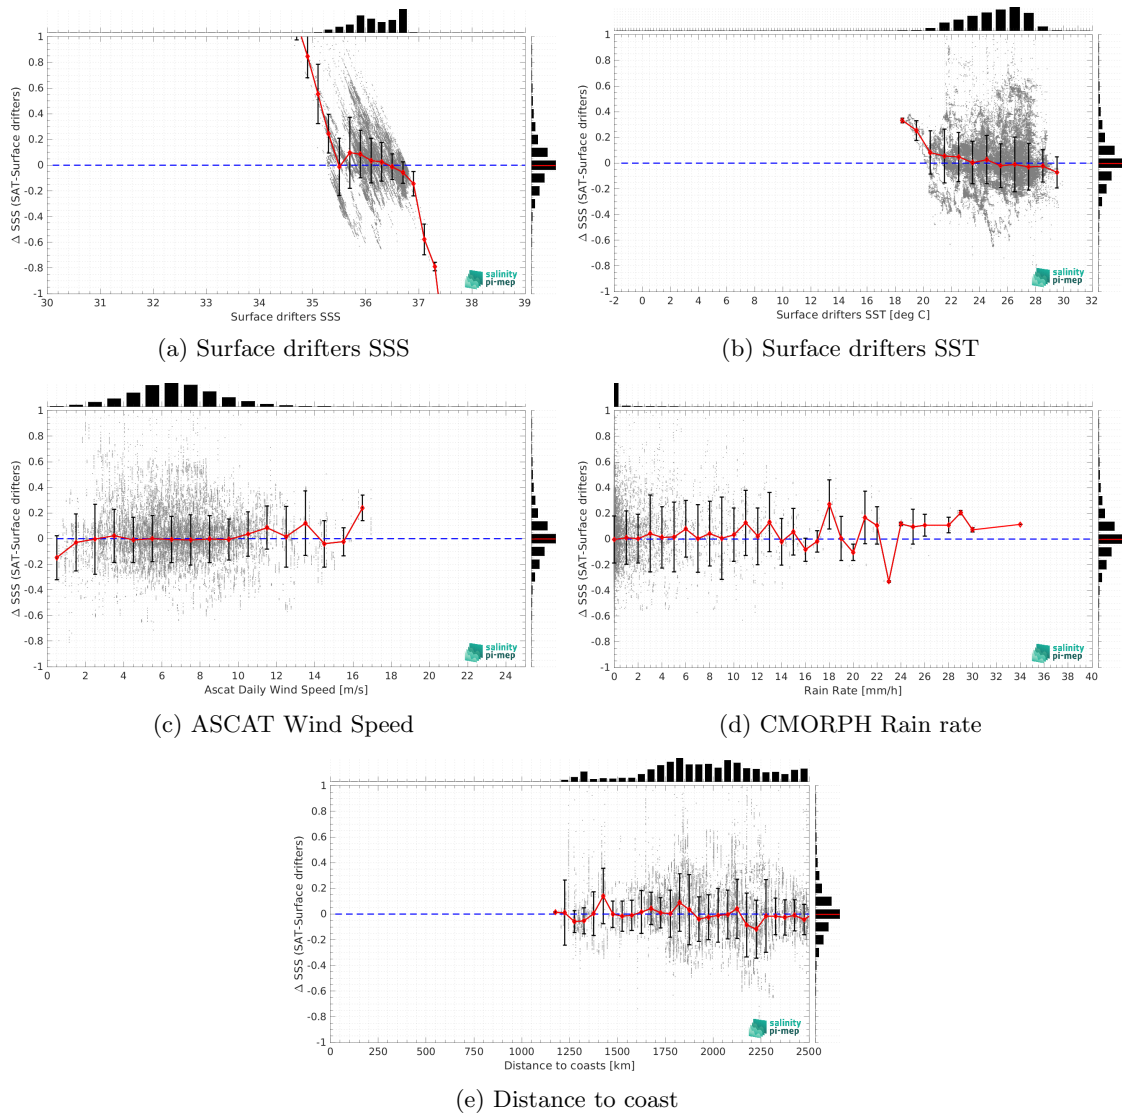 1
0.8
0.6
0.4
0.2
0
-0.2
-0.4
-0.6
-0.8
-1
Δ SSS (SAT-Surface drifters)
30 31 32 33 34 35 36 37 38 39
Surface drifters SSS
salinity
pi-mep
(a) Surface drifters SSS
1
0.8
0.6
0.4
0.2
0
-0.2
-0.4
-0.6
-0.8
-1
Δ SSS (SAT-Surface drifters)
-2 0 2 4 6 8 10 12 14 16 18 20 22 24 26 28 30 32
Surface drifters SST [deg C]
salinity
pi-mep
(b) Surface drifters SST
1
0.8
0.6
0.4
0.2
0
-0.2
-0.4
-0.6
-0.8
-1
Δ SSS (SAT-Surface drifters)
0 2 4 6 8 10 12 14 16 18 20 22 24
Ascat Daily Wind Speed [m/s]
salinity
pi-mep
(c) ASCAT Wind Speed
1
0.8
0.6
0.4
0.2
0
-0.2
-0.4
-0.6
-0.8
-1
Δ SSS (SAT-Surface drifters)
0 2 4 6 8 10 12 14 16 18 20 22 24 26 28 30 32 34 36 38 40
Rain Rate [mm/h]
salinity
pi-mep
(d) CMORPH Rain rate
1
0.8
0.6
0.4
0.2
0
-0.2
-0.4
-0.6
-0.8
-1
Δ SSS (SAT-Surface drifters)
0 250 500 750 1000 1250 1500 1750 2000 2250 2500
Distance to coasts [km]
salinity
pi-mep
(e) Distance to coast